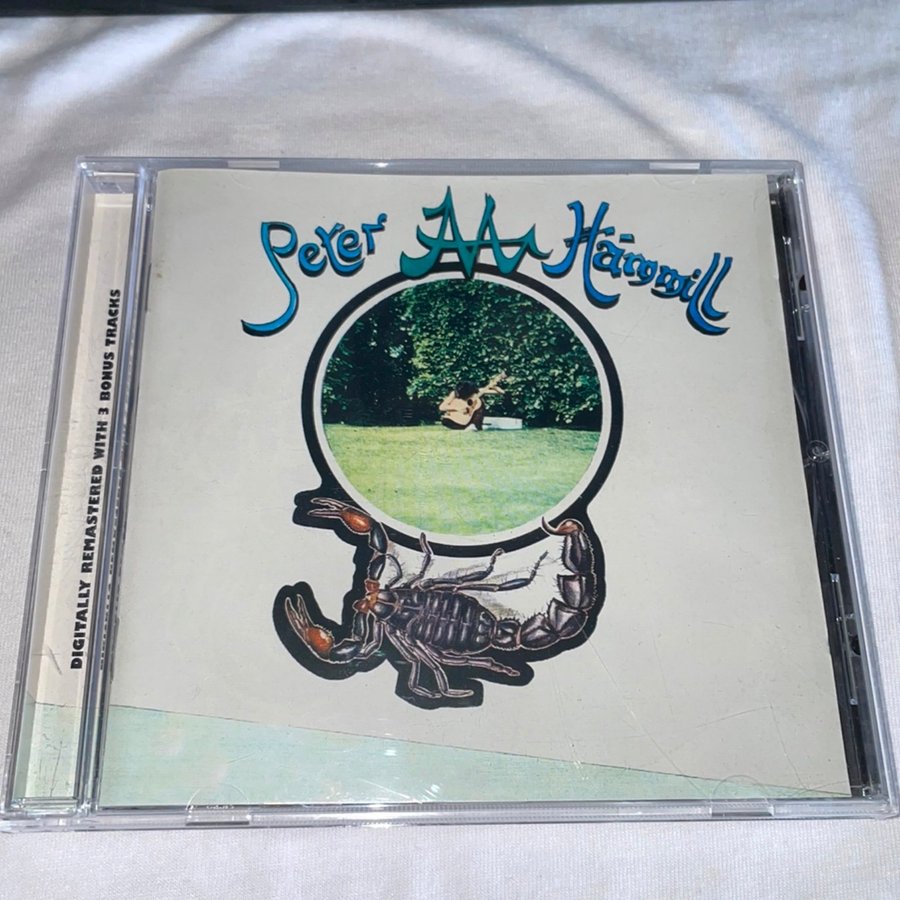 Peter Hammill
DIGITALLY REMASTERED WITH 3 BONUS TRACKS